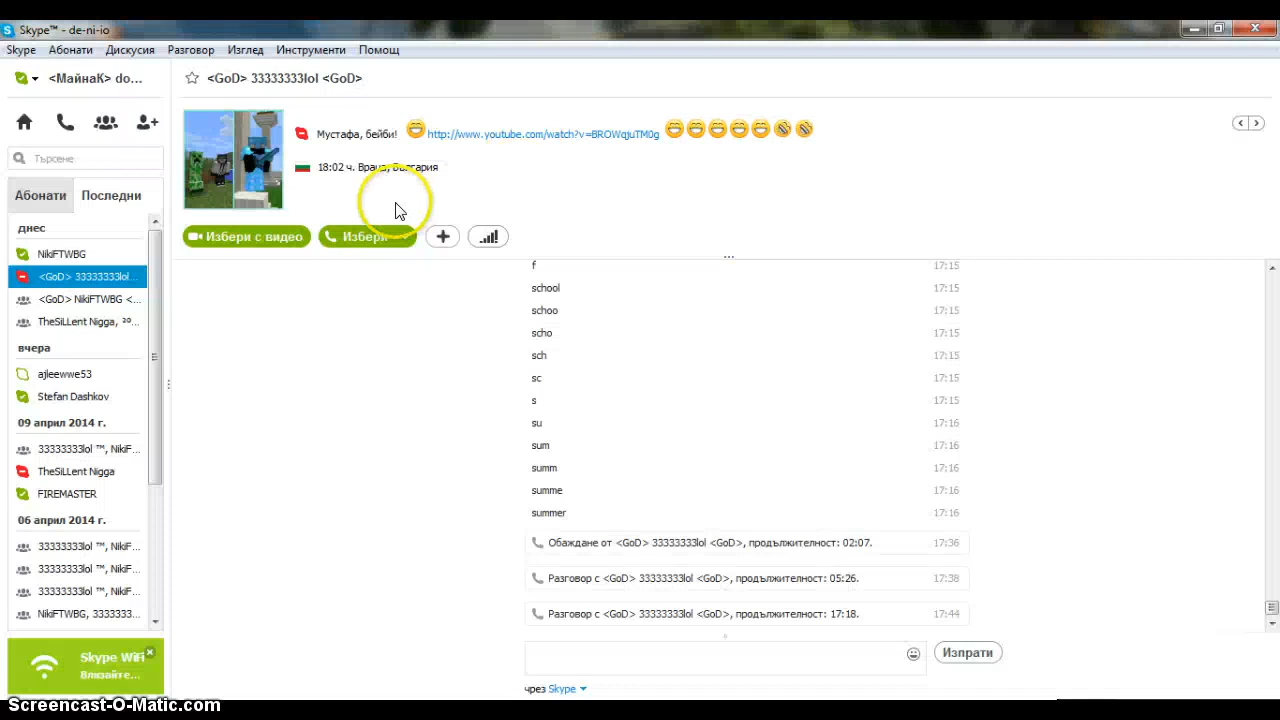 Skype™ - de-ni-io
Skype Абонати Дискусия Разговор Изглед Инструменти Помощ
<МайнаК> do...
Търсене
Абонати Последни
днес
NikiFTWBG
<GoD> 33333333lol...
<GoD> NikiFTWBG <...
TheSiLLent Nigga, ²⁰...
вчера
ajleewwe53
Stefan Dashkov
09 април 2014 г.
33333333lol ™, NikiF...
TheSiLLent Nigga
FIREMASTER
06 април 2014 г.
33333333lol ™, NikiF...
33333333lol ™, NikiF...
33333333lol ™, NikiF...
NikiFTWBG, 3333333...
Skype WiFi
Влязайте...
<GoD> 33333333lol <GoD>
Мустафа, бейби! http://www.youtube.com/watch?v=BROWqjuTM0g
18:02 ч. Враца, България
Избери с видео Избери
f 17:15
school 17:15
schoo 17:15
scho 17:15
sch 17:15
sc 17:15
s 17:15
su 17:16
sum 17:16
summ 17:16
summe 17:16
summer 17:16
Обаждане от <GoD> 33333333lol <GoD>, продължителност: 02:07. 17:36
Разговор с <GoD> 33333333lol <GoD>, продължителност: 05:26. 17:38
Разговор с <GoD> 33333333lol <GoD>, продължителност: 17:18. 17:44
Изпрати
чрез Skype
Screencast-O-Matic.com